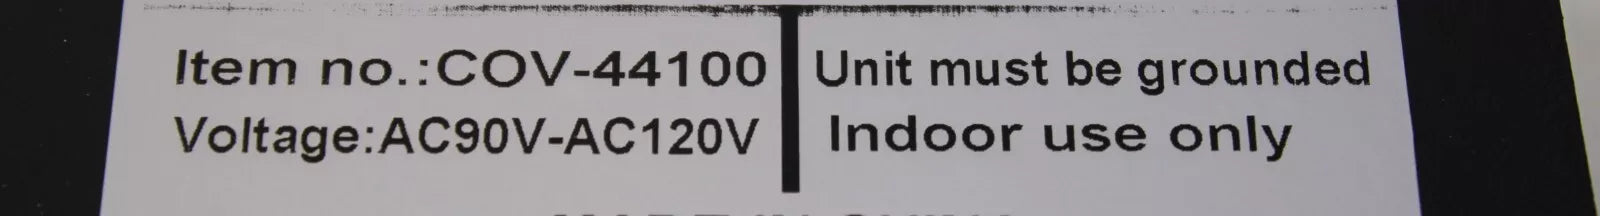 Item no.:COV-44100
Voltage:AC90V-AC120V
Unit must be grounded
Indoor use only